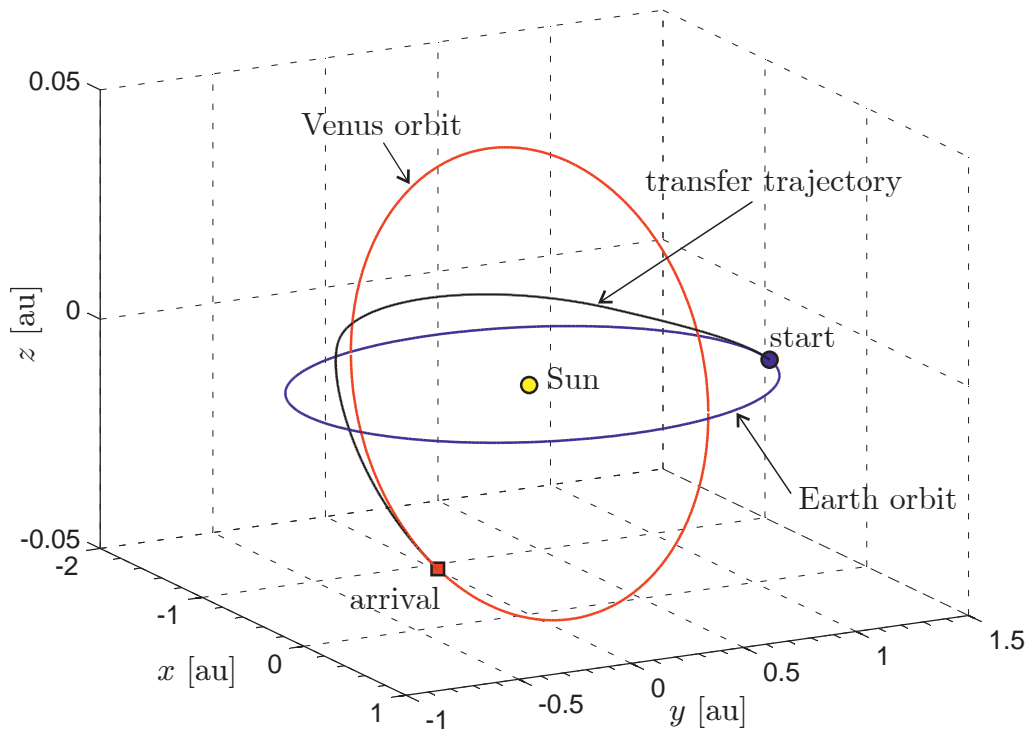 0.05
Venus orbit
transfer trajectory
0
z [au]
start
Sun
Earth orbit
-0.05
-2
arrival
-1
1.5
x [au]
0
1
0.5
0
y [au]
-0.5
1
-1